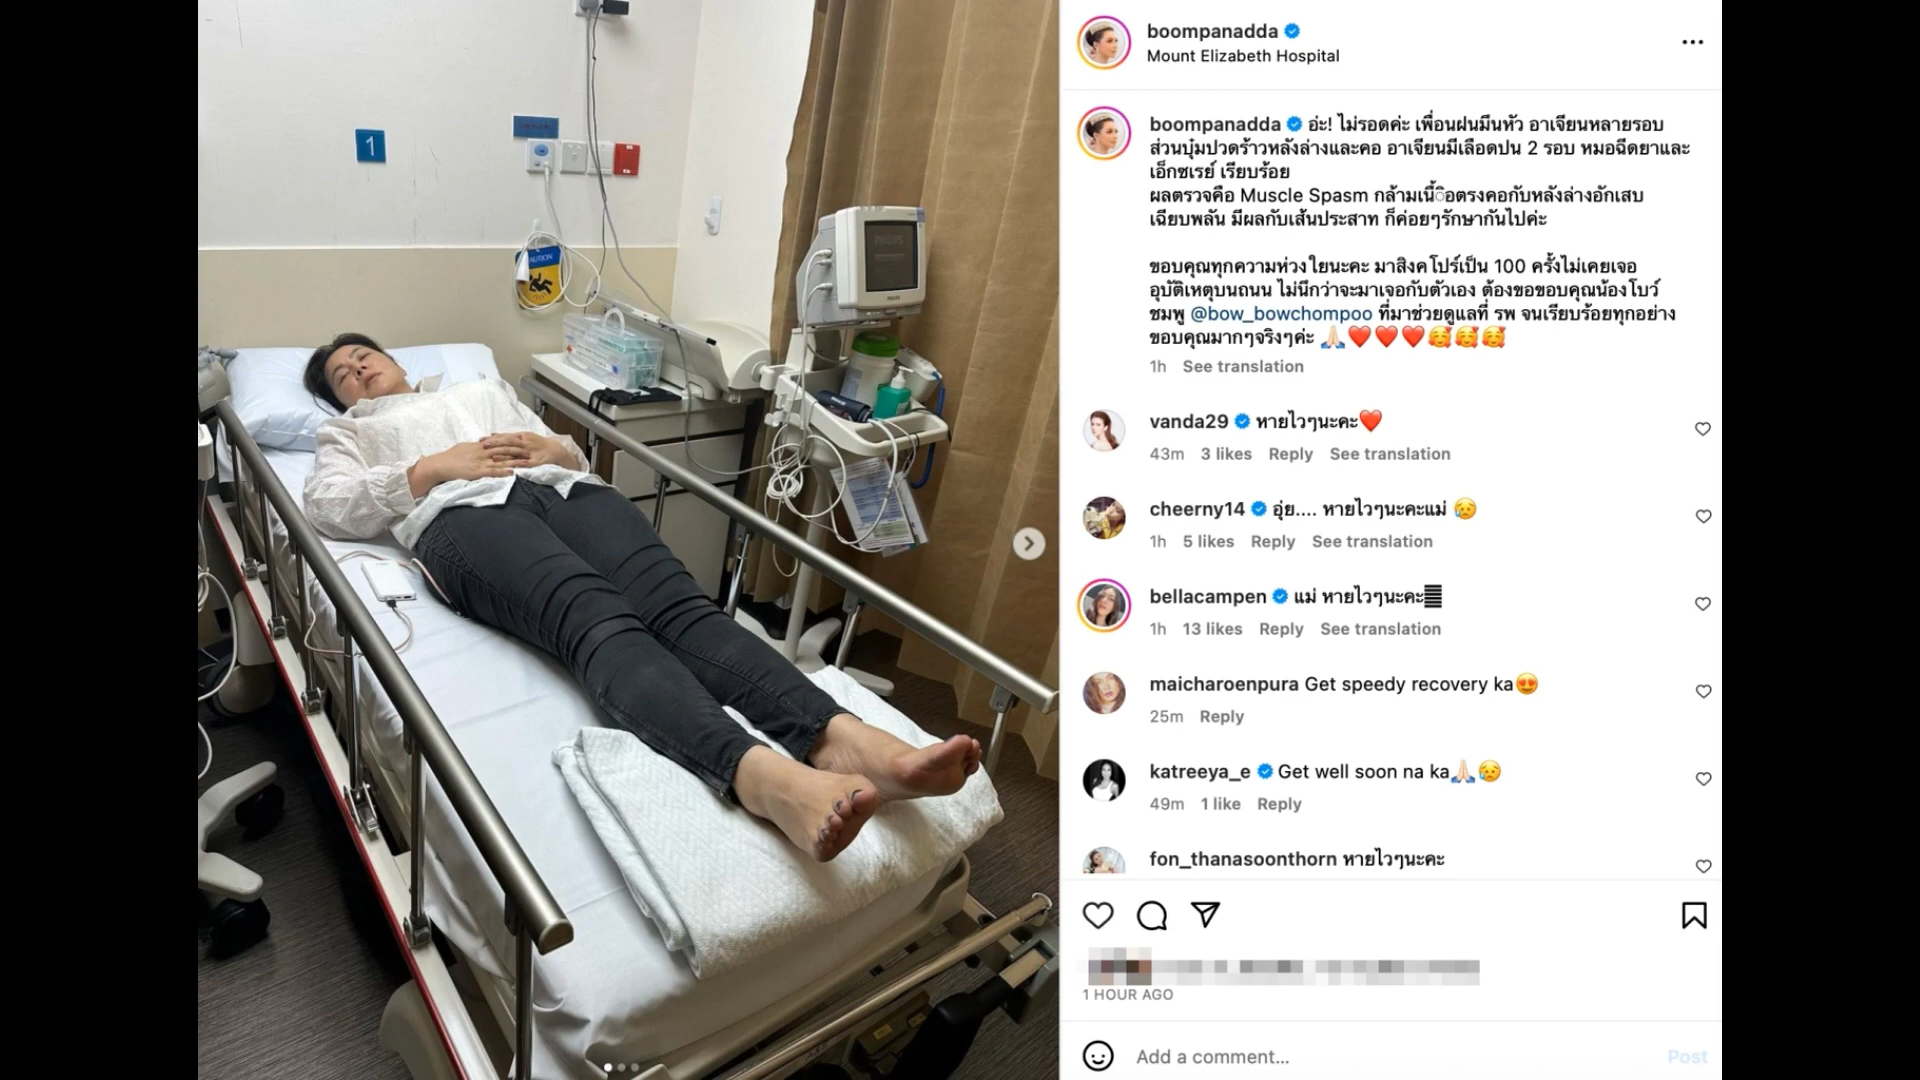 1
CAUTION
PHILIPS
PHILIPS
boompanadda
Mount Elizabeth Hospital
boompanadda อ่ะ! ไม่รอดค่ะ เพื่อนฝนมึนหัว อาเจียนหลายรอบ
ส่วนบุ๋มปวดร้าวหลังล่างและคอ อาเจียนมีเลือดปน 2 รอบ หมอฉีดยาและ
เอ็กซเรย์ เรียบร้อย
ผลตรวจคือ Muscle Spasm กล้ามเนื้ิอตรงคอกับหลังล่างอักเสบ
เฉียบพลัน มีผลกับเส้นประสาท ก็ค่อยๆรักษากันไปค่ะ
ขอบคุณทุกความห่วงใยนะคะ มาสิงคโปร์เป็น 100 ครั้งไม่เคยเจอ
อุบัติเหตุบนถนน ไม่นึกว่าจะมาเจอกับตัวเอง ต้องขอขอบคุณน้องโบว์
ชมพู @bow_bowchompoo ที่มาช่วยดูแลที่ รพ จนเรียบร้อยทุกอย่าง
ขอบคุณมากๆจริงๆค่ะ 🙏🏻❤️❤️❤️🥰🥰🥰
1h See translation
vanda29 หายไวๆนะคะ❤️
43m 3 likes Reply See translation
cheerny14 อุ่ย.... หายไวๆนะคะแม่ 😥
1h 5 likes Reply See translation
bellacampen แม่ หายไวๆนะคะ
1h 13 likes Reply See translation
maicharoenpura Get speedy recovery ka😍
25m Reply
katreeya_e Get well soon na ka🙏🏻😥
49m 1 like Reply
fon_thanasoonthorn หายไวๆนะคะ
1 HOUR AGO
Add a comment...
Post